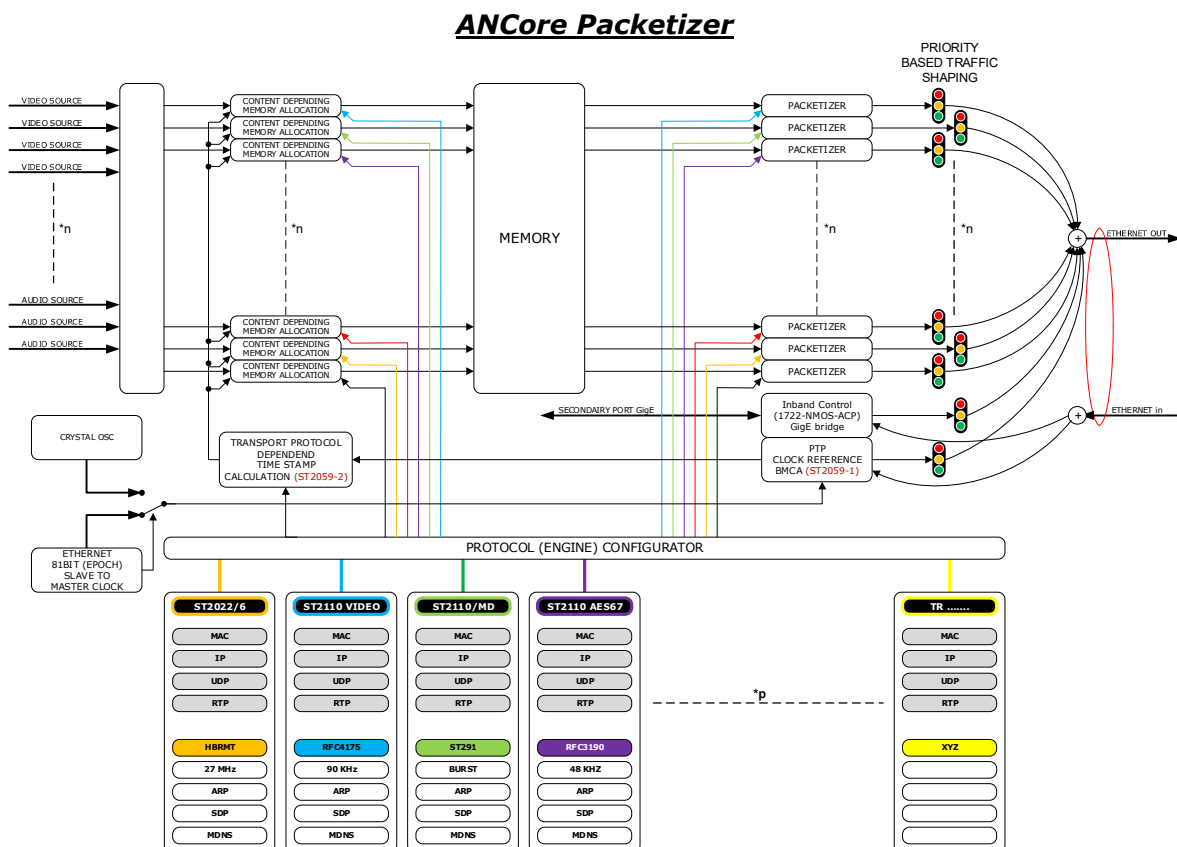 ANCore Packetizer
PRIORITY
BASED TRAFFIC
SHAPING
VIDEO SOURCE
VIDEO SOURCE
VIDEO SOURCE
VIDEO SOURCE
*n
AUDIO SOURCE
AUDIO SOURCE
AUDIO SOURCE
CONTENT DEPENDING
MEMORY ALLOCATION
CONTENT DEPENDING
MEMORY ALLOCATION
CONTENT DEPENDING
MEMORY ALLOCATION
*n
CONTENT DEPENDING
MEMORY ALLOCATION
CONTENT DEPENDING
MEMORY ALLOCATION
CONTENT DEPENDING
MEMORY ALLOCATION
MEMORY
PACKETIZER
PACKETIZER
PACKETIZER
*n
PACKETIZER
PACKETIZER
PACKETIZER
*n
+
ETHERNET OUT
SECONDAIRY PORT GigE
Inband Control
(1722-NMOS-ACP)
GigE bridge
+
ETHERNET in
CRYSTAL OSC
TRANSPORT PROTOCOL
DEPENDEND
TIME STAMP
CALCULATION (ST2059-2)
PTP
CLOCK REFERENCE
BMCA (ST2059-1)
ETHERNET
81BIT (EPOCH)
SLAVE TO
MASTER CLOCK
PROTOCOL (ENGINE) CONFIGURATOR
ST2022/6
MAC
IP
UDP
RTP
HBRMT
27 MHz
ARP
SDP
MDNS
ST2110 VIDEO
MAC
IP
UDP
RTP
RFC4175
90 KHz
ARP
SDP
MDNS
ST2110/MD
MAC
IP
UDP
RTP
ST291
BURST
ARP
SDP
MDNS
ST2110 AES67
MAC
IP
UDP
RTP
RFC3190
48 KHZ
ARP
SDP
MDNS
*p
TR .......
MAC
IP
UDP
RTP
XYZ